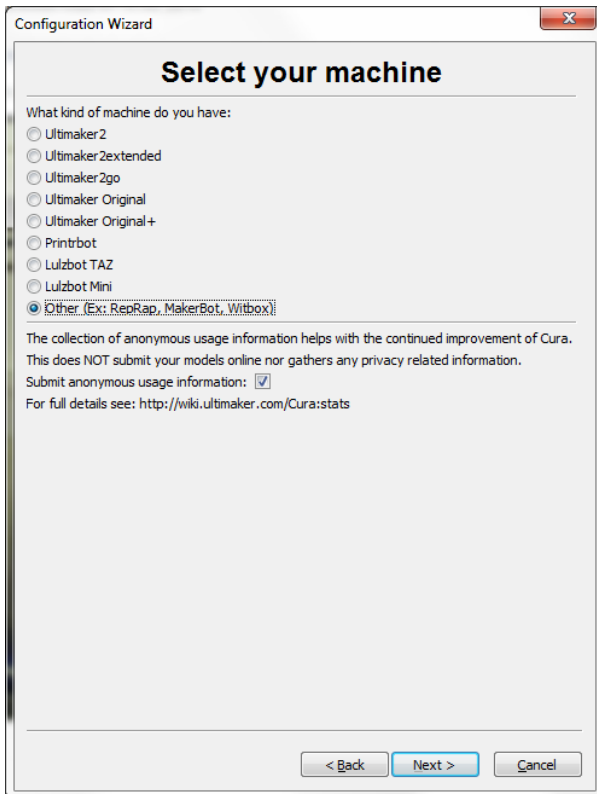 Configuration Wizard
Select your machine
What kind of machine do you have:
Ultimaker2
Ultimaker2extended
Ultimaker2go
Ultimaker Original
Ultimaker Original+
Printrbot
Lulzbot TAZ
Lulzbot Mini
Other (Ex: RepRap, MakerBot, Witbox)
The collection of anonymous usage information helps with the continued improvement of Cura.
This does NOT submit your models online nor gathers any privacy related information.
Submit anonymous usage information:
For full details see: http://wiki.ultimaker.com/Cura:stats
< Back Next > Cancel